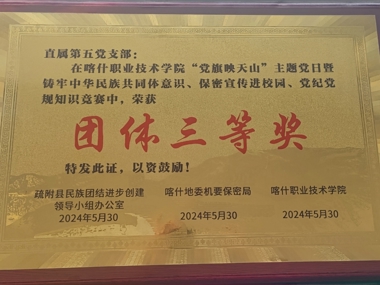 直属第五党支部：
在喀什职业技术学院“党旗映天山”主题党日暨
铸牢中华民族共同体意识、保密宣传进校园、党纪党
规知识竞赛中，荣获
团体三等奖
特发此证，以资鼓励！
疏附县民族团结进步创建 喀什地委机要保密局 喀什职业技术学院
领导小组办公室
2024年5月30 2024年5月30 2024年5月30